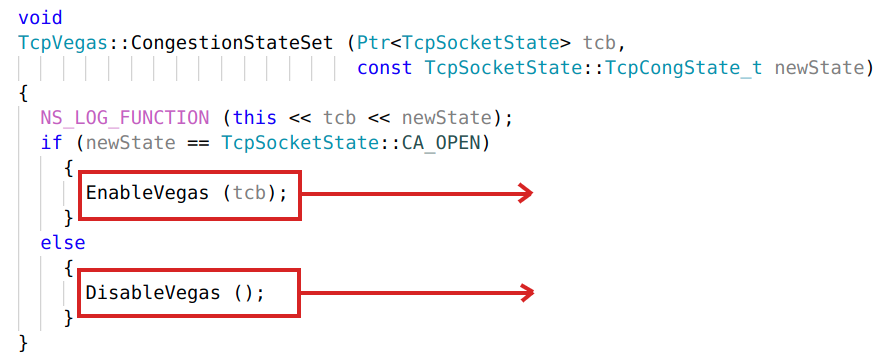 void
TcpVegas::CongestionStateSet (Ptr<TcpSocketState> tcb,
const TcpSocketState::TcpCongState_t newState)
{
NS_LOG_FUNCTION (this << tcb << newState);
if (newState == TcpSocketState::CA_OPEN)
{
EnableVegas (tcb);
}
else
{
DisableVegas ();
}
}